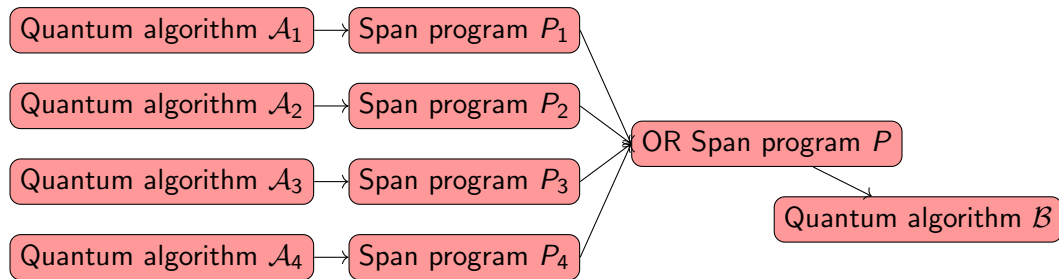 Quantum algorithm 𝒜₁
Span program P₁
Quantum algorithm 𝒜₂
Span program P₂
OR Span program P
Quantum algorithm 𝒜₃
Span program P₃
Quantum algorithm ℬ
Quantum algorithm 𝒜₄
Span program P₄